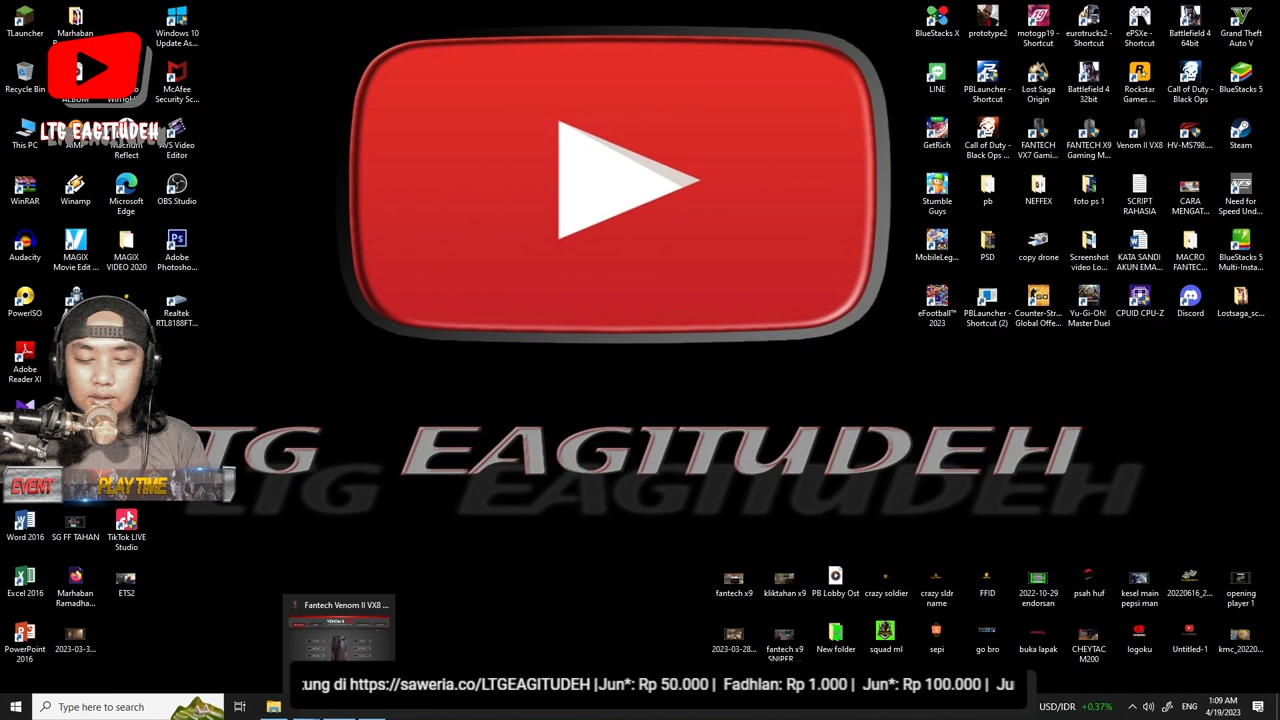 TLauncher
Marhaban
Windows 10
Update As...
Recycle Bin
ALBUM
McAfee
Security Sc...
LTG EAGITUDEH
This PC
AIMP
Macrium
Reflect
AVS Video
Editor
WinRAR
Winamp
Microsoft
Edge
OBS Studio
Audacity
MAGIX
Movie Edit ...
MAGIX
VIDEO 2020
Adobe
Photosho...
PowerISO
Realtek
RTL8188FT...
Adobe
Reader XI
EVENT
PLAY TIME
Word 2016
SG FF TAHAN
TikTok LIVE
Studio
Excel 2016
Marhaban
Ramadha...
ETS2
PowerPoint
2016
2023-03-3...
BlueStacks X
prototype2
motogp19 -
Shortcut
eurotrucks2 -
Shortcut
ePSXe -
Shortcut
Battlefield 4
64bit
Grand Theft
Auto V
LINE
PBLauncher -
Shortcut
Lost Saga
Origin
Battlefield 4
32bit
Rockstar
Games ...
Call of Duty -
Black Ops
BlueStacks 5
GetRich
Call of Duty -
Black Ops ...
FANTECH
VX7 Gami...
FANTECH X9
Gaming M...
Venom II VX8
HV-MS798....
Steam
Stumble
Guys
pb
NEFFEX
foto ps 1
SCRIPT
RAHASIA
CARA
MENGAT...
Need for
Speed Und...
MobileLeg...
PSD
copy drone
Screenshot
video Lo...
KATA SANDI
AKUN EMA...
MACRO
FANTEC...
BlueStacks 5
Multi-Insta...
eFootball™
2023
PBLauncher -
Shortcut (2)
Counter-Str...
Global Offe...
Yu-Gi-Oh!
Master Duel
CPUID CPU-Z
Discord
Lostsaga_sc...
TG EAGITUDEH
fantech x9
kliktahan x9
PB Lobby Ost
crazy soldier
crazy sldr
name
FFID
2022-10-29
endorsan
psah huf
kesel main
pepsi man
20220616_2...
opening
player 1
2023-03-28...
fantech x9
SNIPER ...
New folder
squad ml
sepi
go bro
buka lapak
CHEYTAC
M200
logoku
Untitled-1
kmc_20220...
Fantech Venom II VX8 ...
VENOM II
tung di https://saweria.co/LTGEAGITUDEH |Jun*: Rp 50.000 | Fadhlan: Rp 1.000 | Jun*: Rp 100.000 | Ju
Type here to search
USD/IDR +0,37%
ENG
1:09 AM
4/19/2023